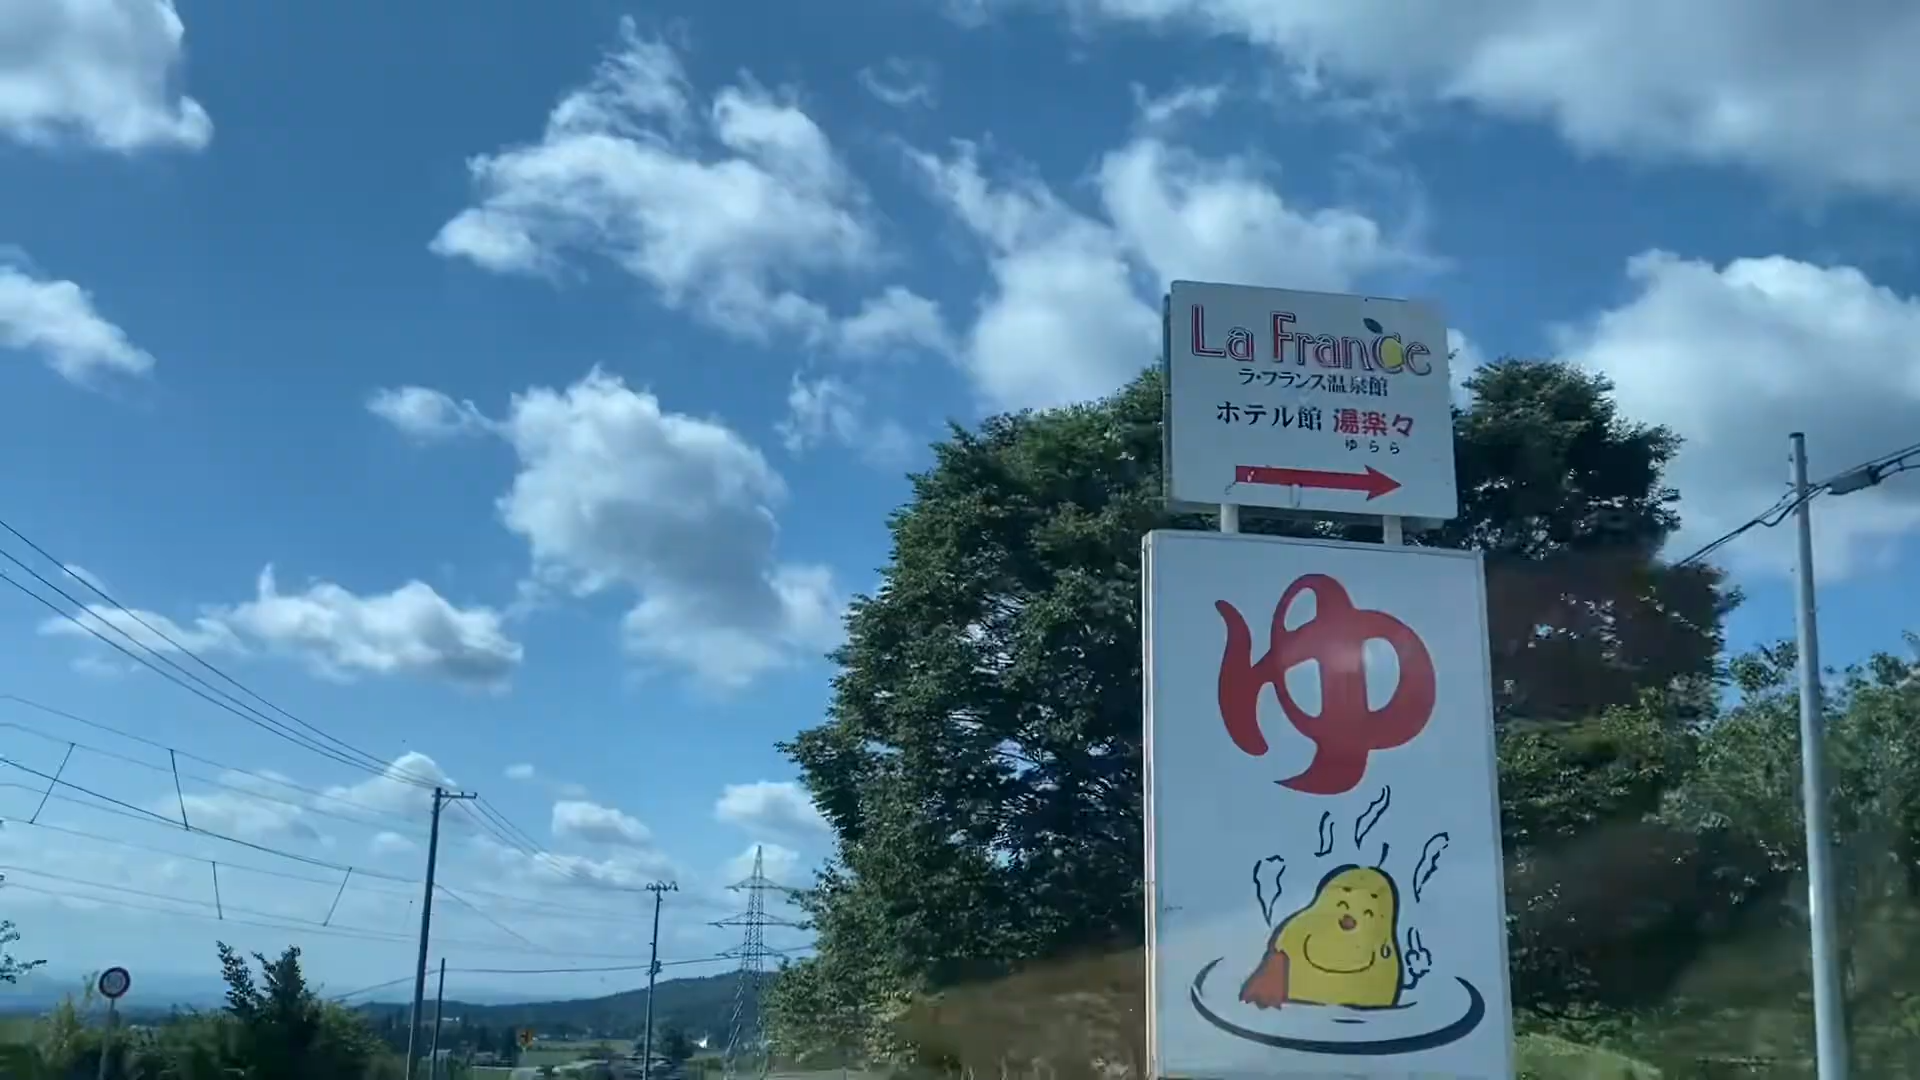 La France
ラ・フランス温泉館
ホテル館 湯楽々
ゆらら
ゆ